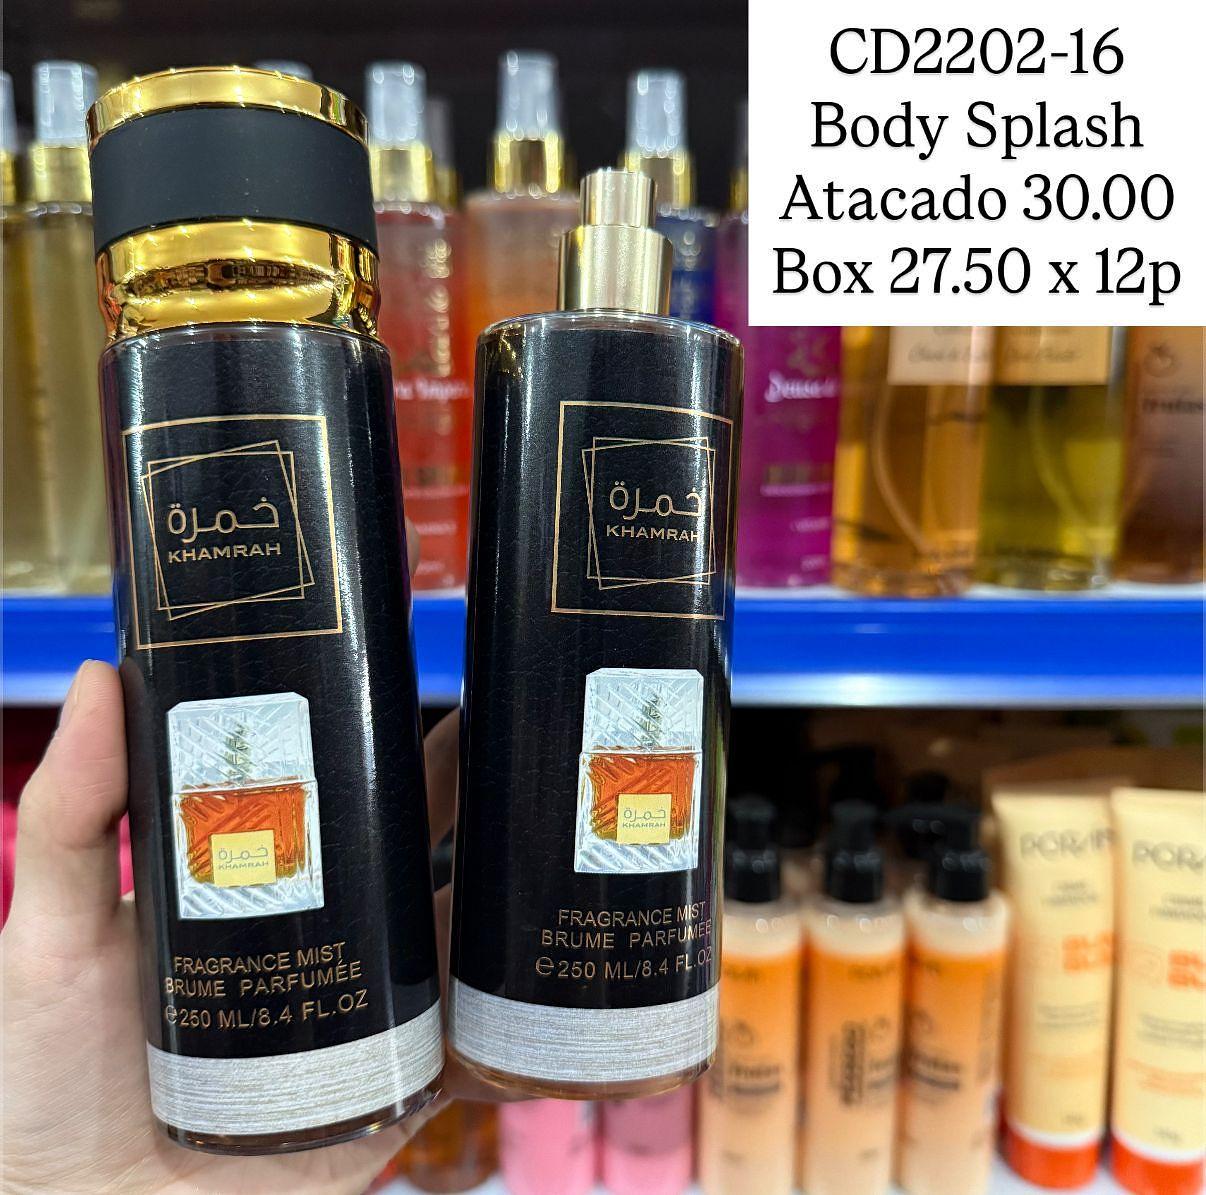 CD2202-16
Body Splash
Atacado 30.00
Box 27.50 x 12p
خمرة
KHAMRAH
خمرة
KHAMRAH
FRAGRANCE MIST
BRUME PARFUMÉE
℮250 ML/8.4 FL.OZ
خمرة
KHAMRAH
خمرة
KHAMRAH
FRAGRANCE MIST
BRUME PARFUMÉE
℮250 ML/8.4 FL.OZ